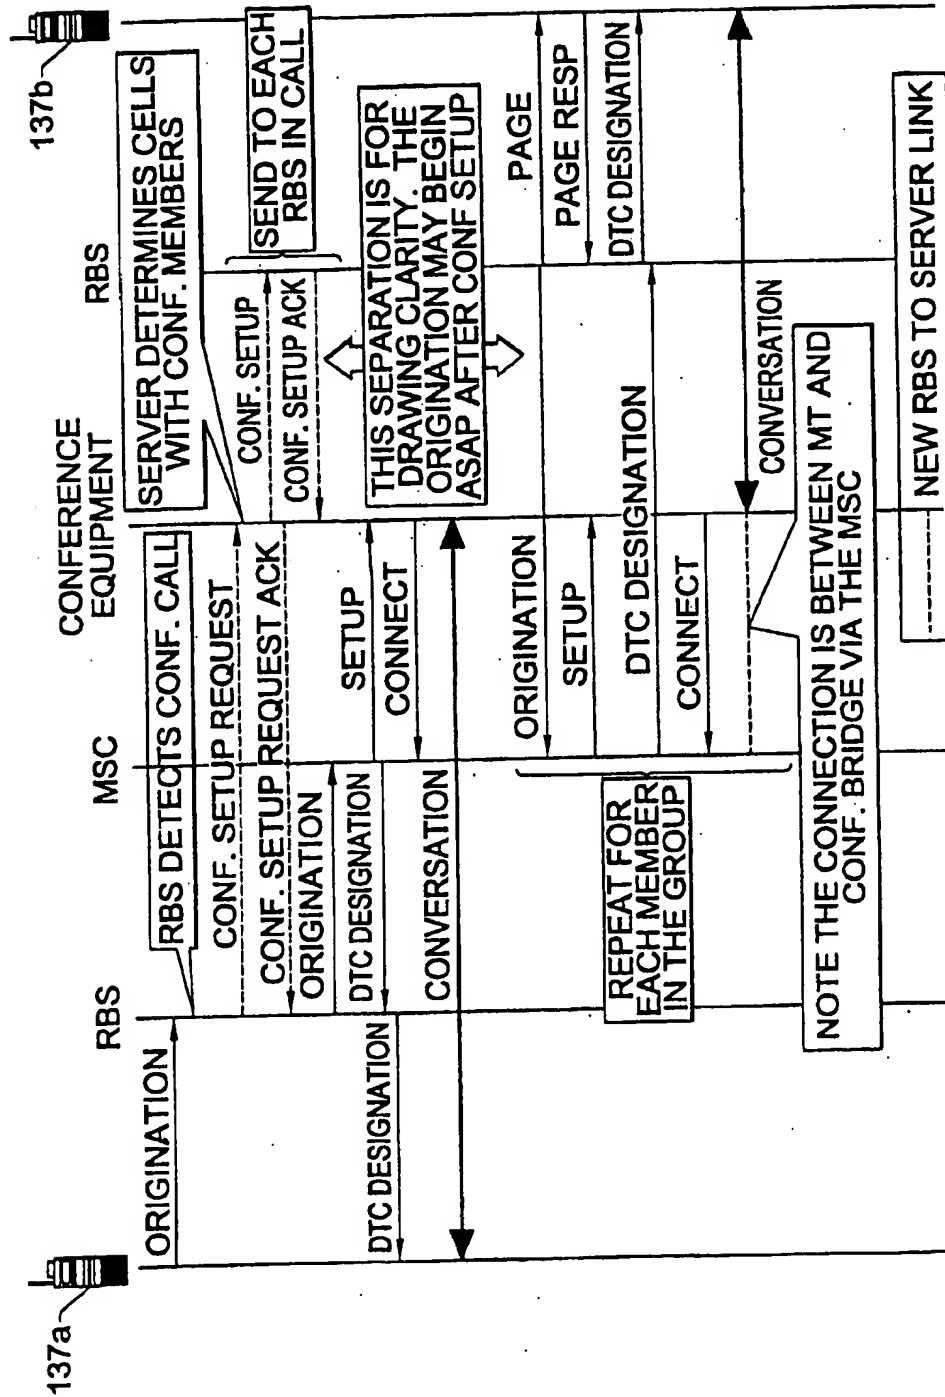 137a
137b
RBS
MSC
CONFERENCE
EQUIPMENT
RBS
ORIGINATION
RBS DETECTS CONF. CALL
SERVER DETERMINES CELLS
WITH CONF. MEMBERS
CONF. SETUP REQUEST
CONF. SETUP
SEND TO EACH
RBS IN CALL
CONF. SETUP REQUEST ACK
CONF. SETUP ACK
ORIGINATION
DTC DESIGNATION
DTC DESIGNATION
SETUP
CONNECT
THIS SEPARATION IS FOR
DRAWING CLARITY. THE
ORIGINATION MAY BEGIN
ASAP AFTER CONF SETUP
CONVERSATION
ORIGINATION
PAGE
SETUP
PAGE RESP
DTC DESIGNATION
DTC DESIGNATION
CONNECT
REPEAT FOR
EACH MEMBER
IN THE GROUP
CONVERSATION
NOTE THE CONNECTION IS BETWEEN MT AND
CONF. BRIDGE VIA THE MSC
NEW RBS TO SERVER LINK